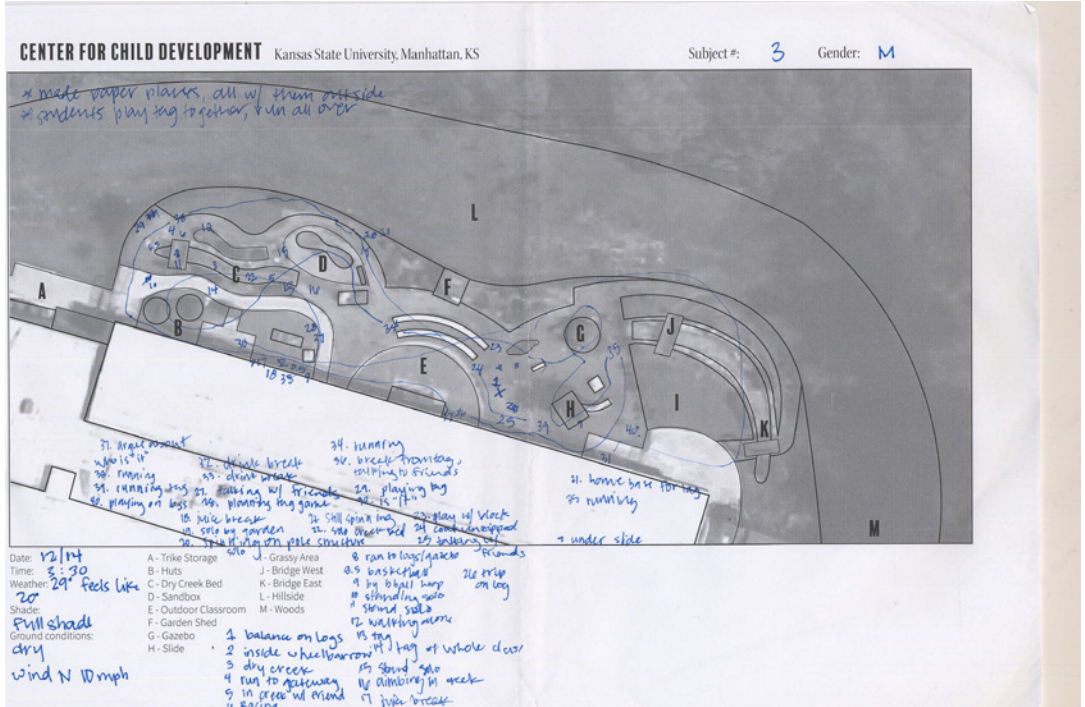 CENTER FOR CHILD DEVELOPMENT Kansas State University, Manhattan, KS Subject #: 3 Gender: M
* made paper planes, all w/ them outside
* students play tag together, run all over
L
D
C
F
A
B
G
J
E
H
I
K
M
37. argue about who is "it"
38. running
39. running tag
40. playing on logs
32. drink break
33. drink break
27. talking w/ friends
28. planning tag game
18. juice break
19. solo by garden
20. spinning on pole structure solo
34. running
36. break from tag, talking to friends
29. playing tag
30. "it"
21. still spinning
22. solo creek bed
23. play w/ block
24. coat unzipped
25. talking w/ friends
31. home base for tag
35 running
7 under slide
Date: 12/14
Time: 3:30
Weather: 29° feels like 20°
Shade:
Full shade
Ground conditions:
dry
wind N 10 mph
A - Trike Storage
B - Huts
C - Dry Creek Bed
D - Sandbox
E - Outdoor Classroom
F - Garden Shed
G - Gazebo
H - Slide
I - Grassy Area
J - Bridge West
K - Bridge East
L - Hillside
M - Woods
1 balance on logs
2 inside wheelbarrow
3 dry creek
4 run to gateway
5 in creek w/ friend
6 Racing
8 ran to logs/gazebo
8.5 basketball
9 by bball hoop
10 standing solo
11 stand solo
12 walking alone
13 tag
14 tag w/ whole class
15 stand solo
16 climbing in creek
17 juice break
26 trip on log